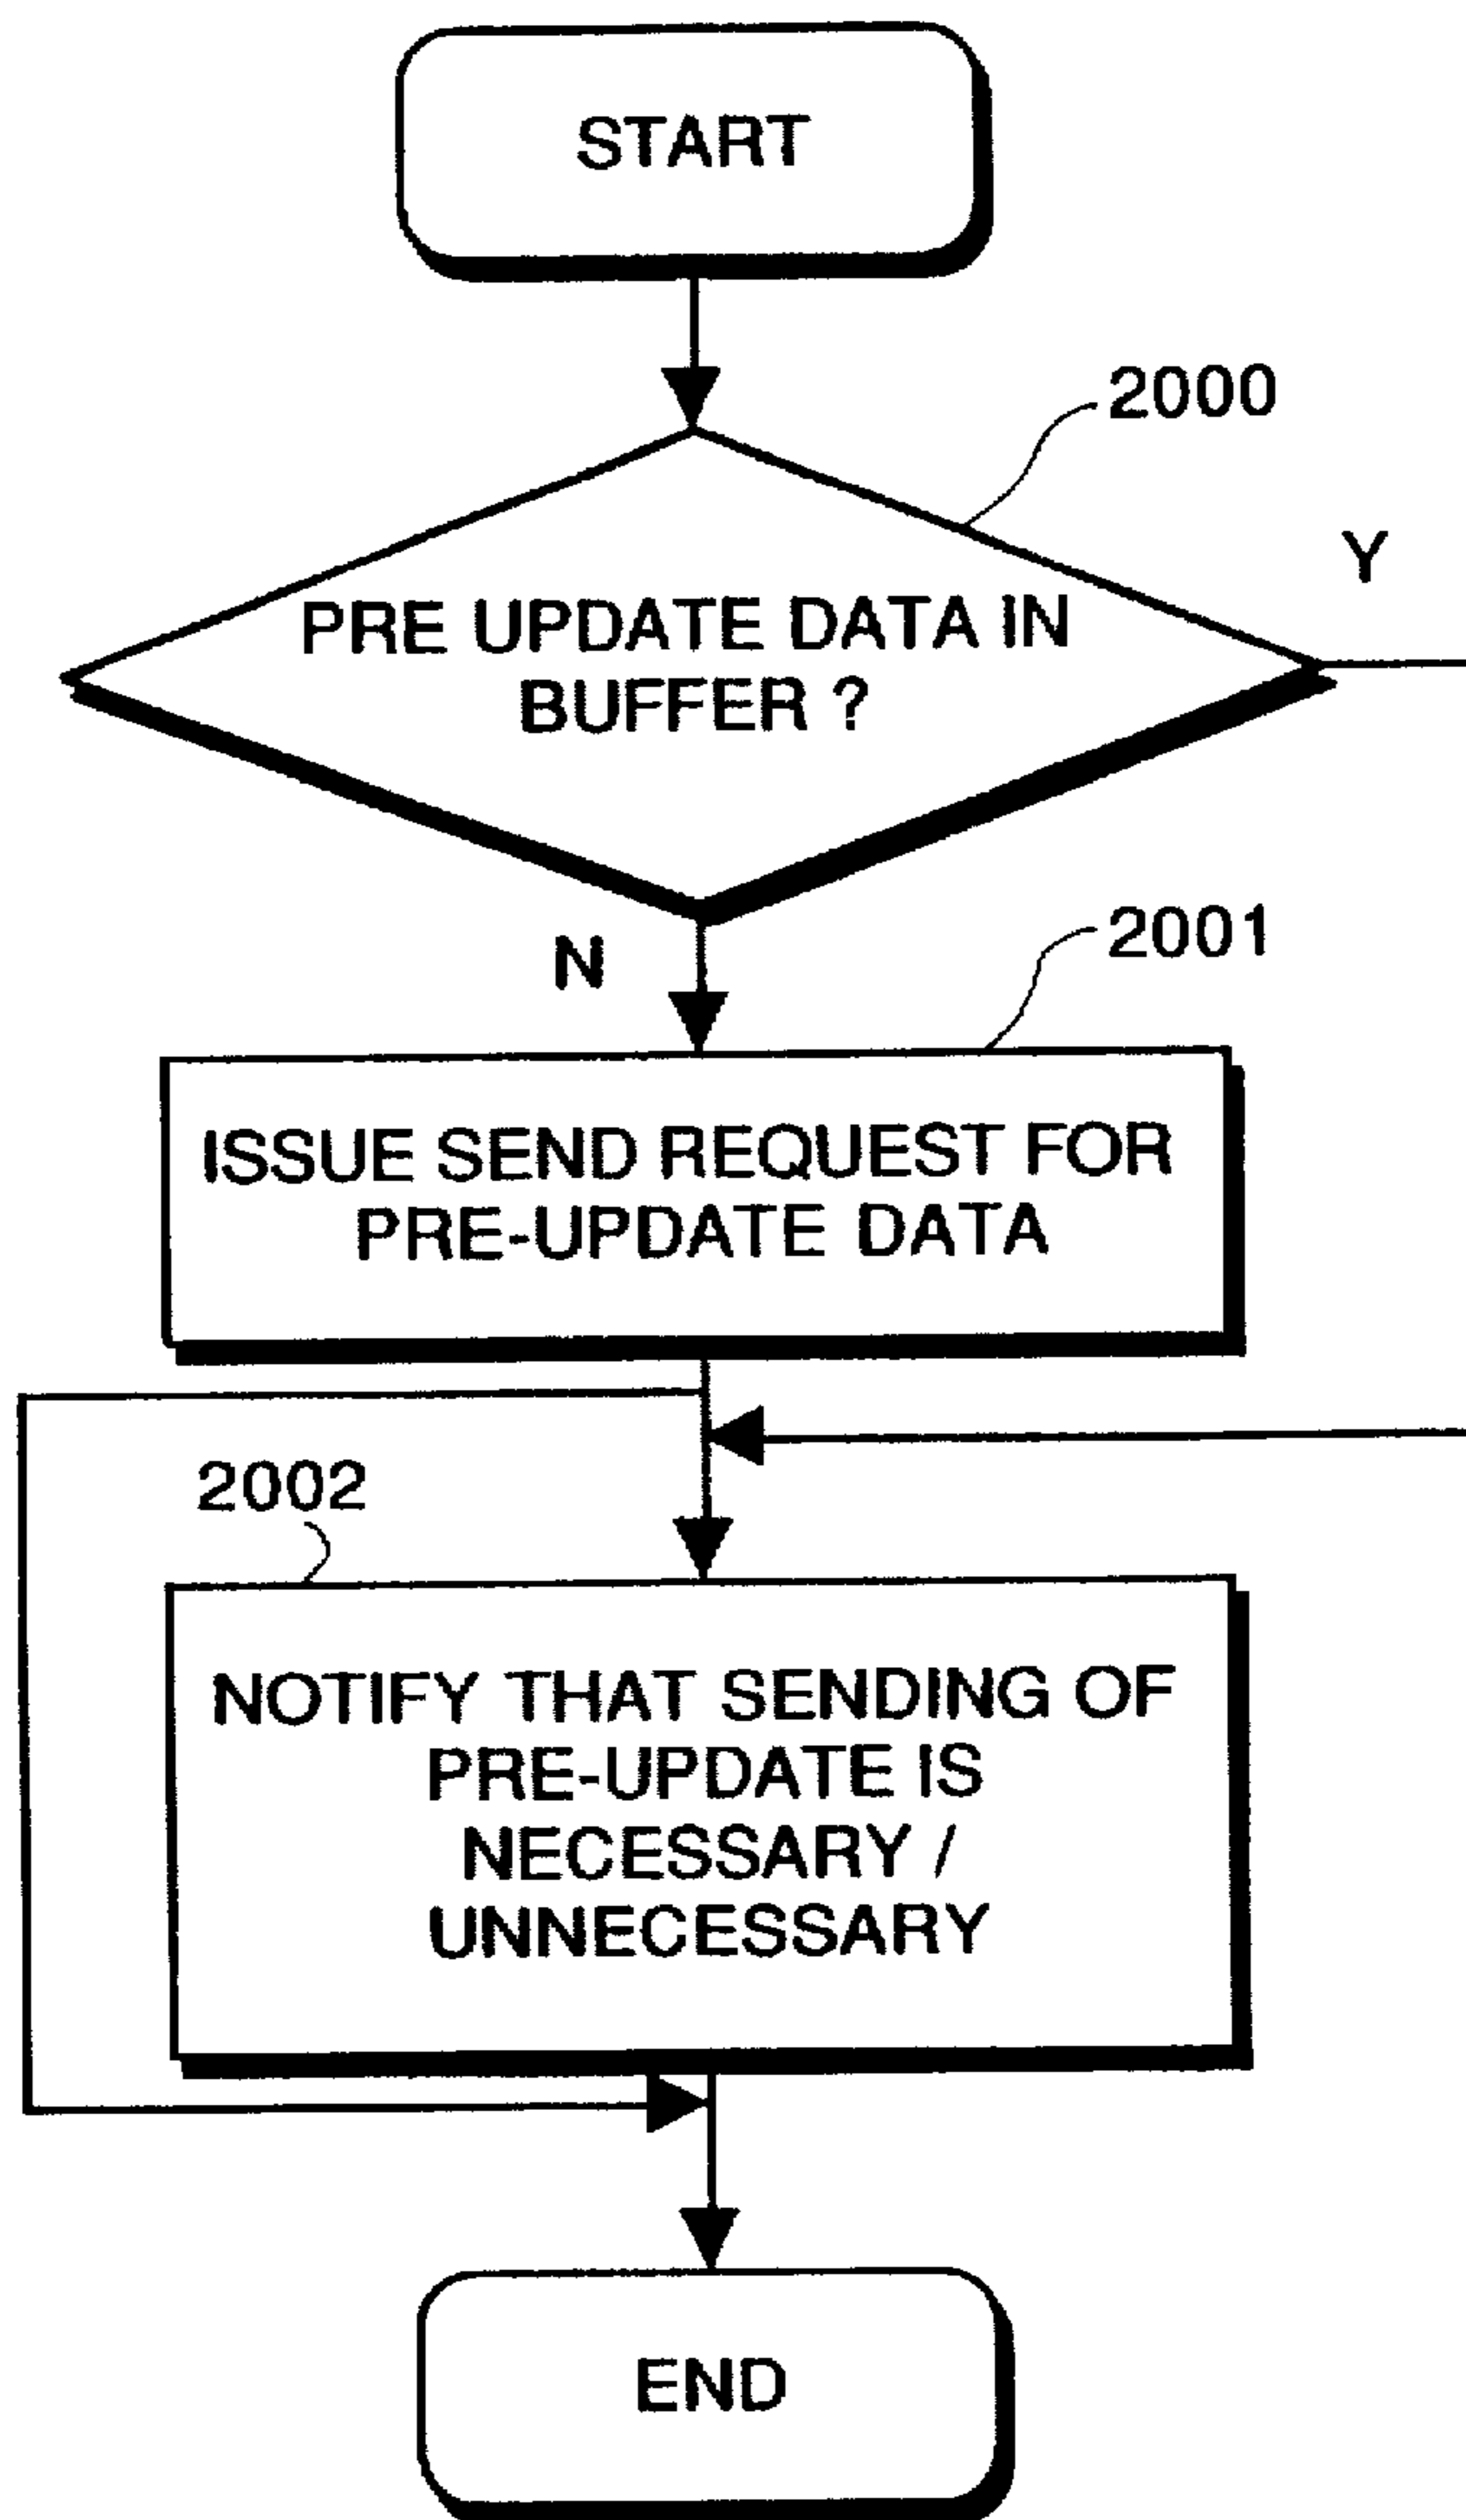 START
2000
Y
PRE UPDATE DATA IN
BUFFER ?
N
2001
ISSUE SEND REQUEST FOR
PRE-UPDATE DATA
2002
NOTIFY THAT SENDING OF
PRE-UPDATE IS
NECESSARY /
UNNECESSARY
END